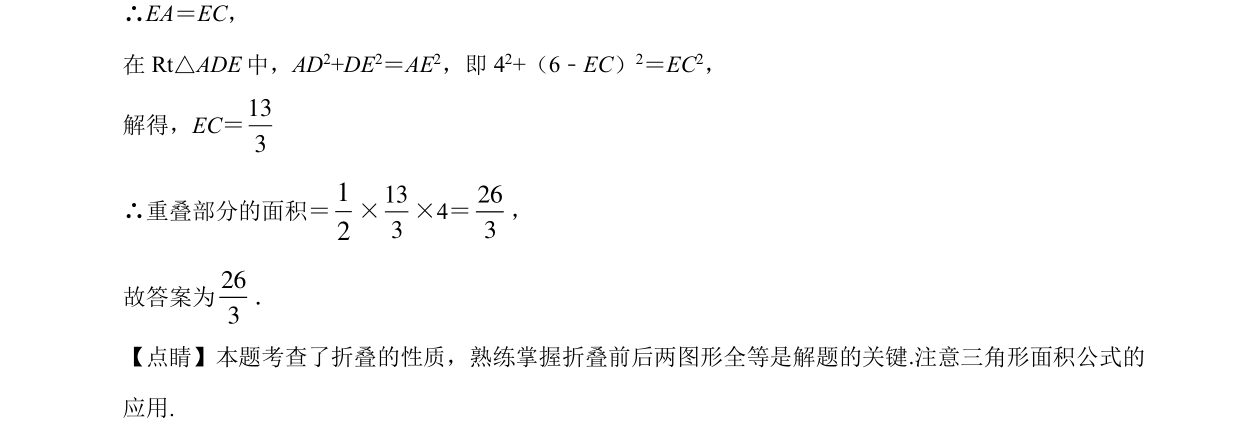 ∴EA＝EC，
在 Rt△ADE 中，AD²+DE²＝AE²，即 4²+（6﹣EC）²＝EC²，
解得，EC＝13/3
∴重叠部分的面积＝1/2×13/3×4＝26/3，
故答案为26/3．
【点睛】本题考查了折叠的性质，熟练掌握折叠前后两图形全等是解题的关键.注意三角形面积公式的
应用.